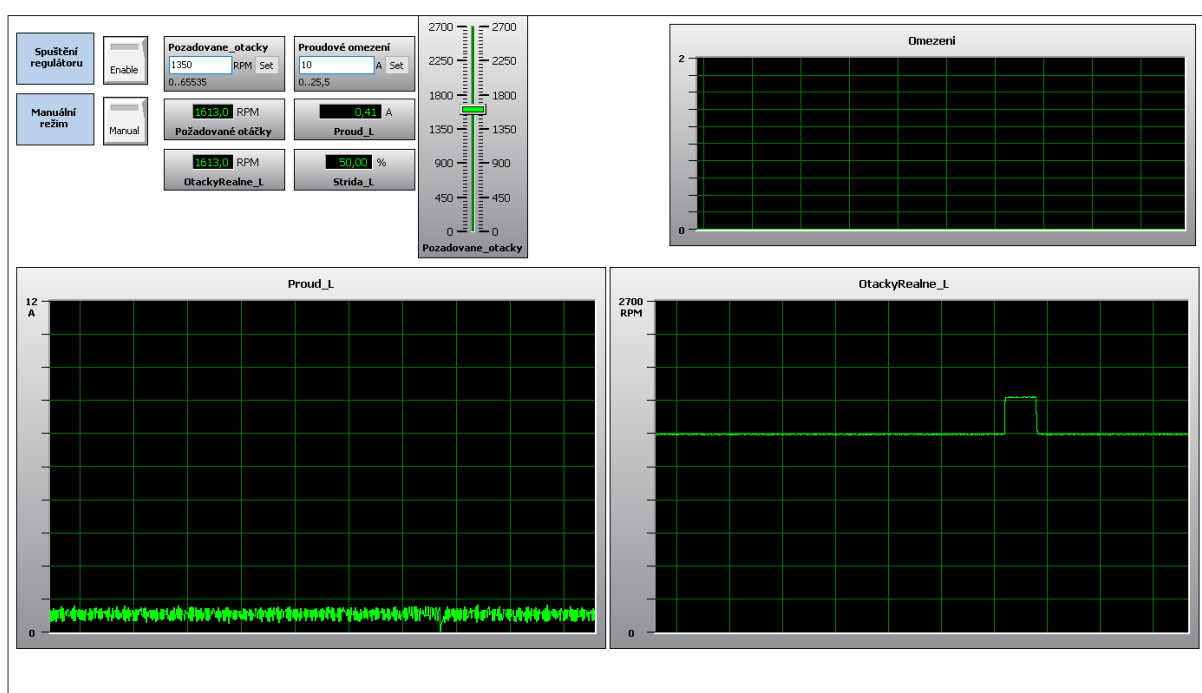 Spuštění
regulátoru
Enable
Pozadovane_otacky
1350 RPM Set
0..65535
Proudové omezení
10 A Set
0..25,5
Manuální
režim
Manual
1613,0 RPM
Požadované otáčky
0,41 A
Proud_L
1613,0 RPM
OtackyRealne_L
50,00 %
Strida_L
2700 2700
2250 2250
1800 1800
1350 1350
900 900
450 450
0 0
Pozadovane_otacky
Omezeni
2
0
Proud_L
12
A
0
OtackyRealne_L
2700
RPM
0